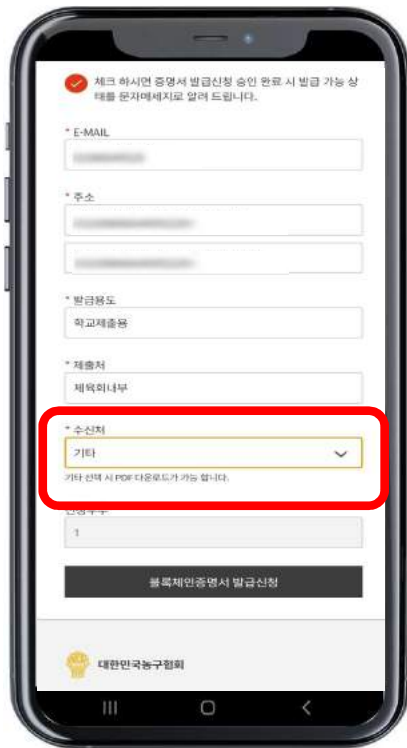 체크 하시면 증명서 발급신청 승인 완료 시 발급 가능 상
태를 문자메세지로 알려 드립니다.
* E-MAIL
* 주소
* 발급용도
학교제출용
* 제출처
체육회내부
* 수신처
기타
기타 선택 시 PDF 다운로드가 가능 합니다.
신청부수
1
블록체인증명서 발급신청
대한민국농구협회